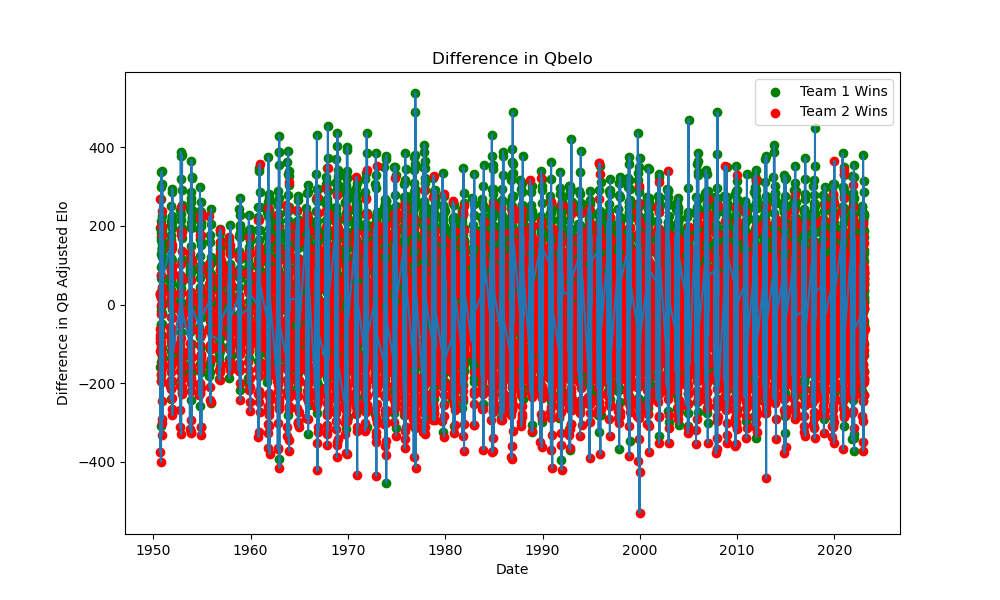 Difference in Qbelo
Team 1 Wins
Team 2 Wins
Difference in QB Adjusted Elo
400
200
0
−200
−400
1950 1960 1970 1980 1990 2000 2010 2020
Date